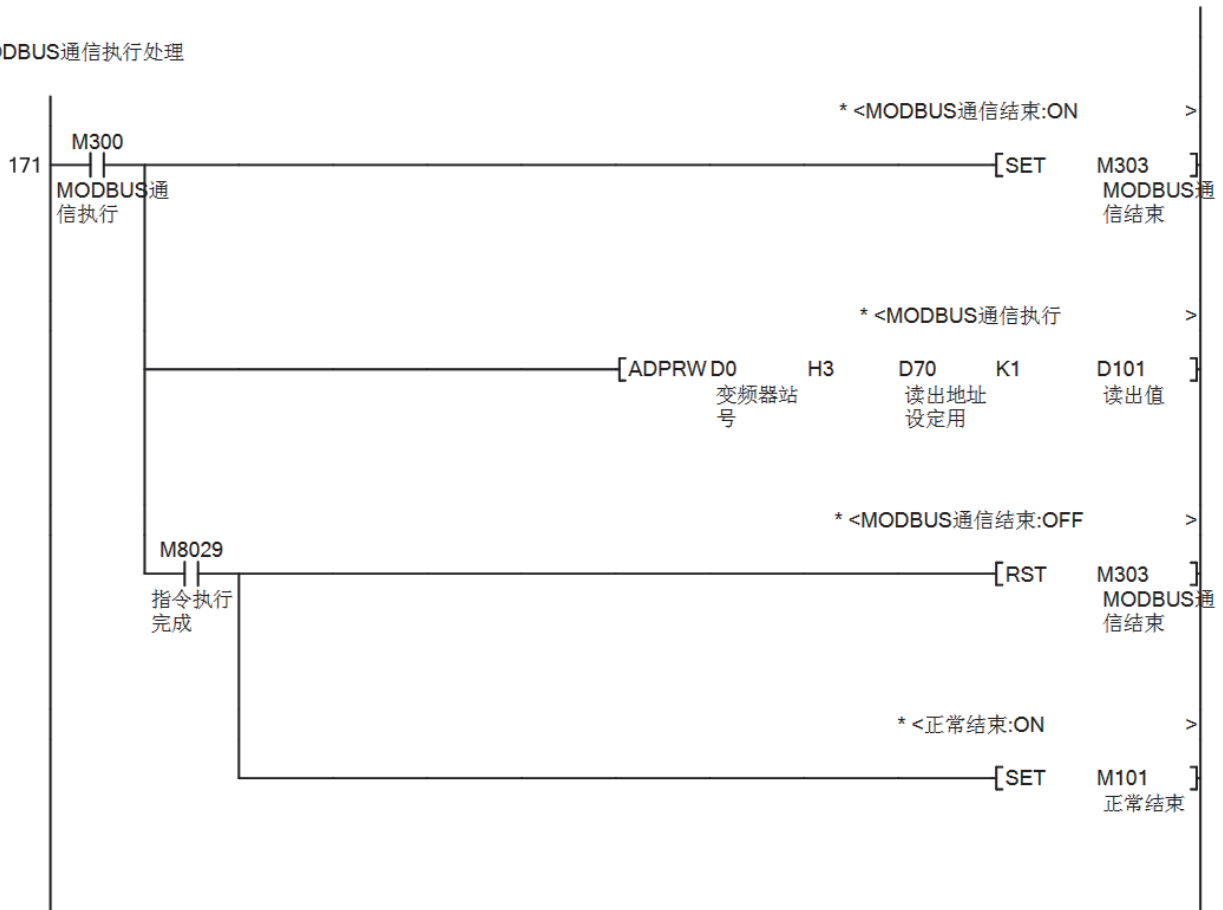 DBUS通信执行处理
* <MODBUS通信结束:ON >
M300
171
SET M303
MODBUS通
信执行
MODBUS通
信结束
* <MODBUS通信执行 >
ADPRW D0 H3 D70 K1 D101
变频器站
号
读出地址
设定用
读出值
* <MODBUS通信结束:OFF >
M8029
RST M303
指令执行
完成
MODBUS通
信结束
* <正常结束:ON >
SET M101
正常结束